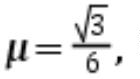 μ = √3/6 ,